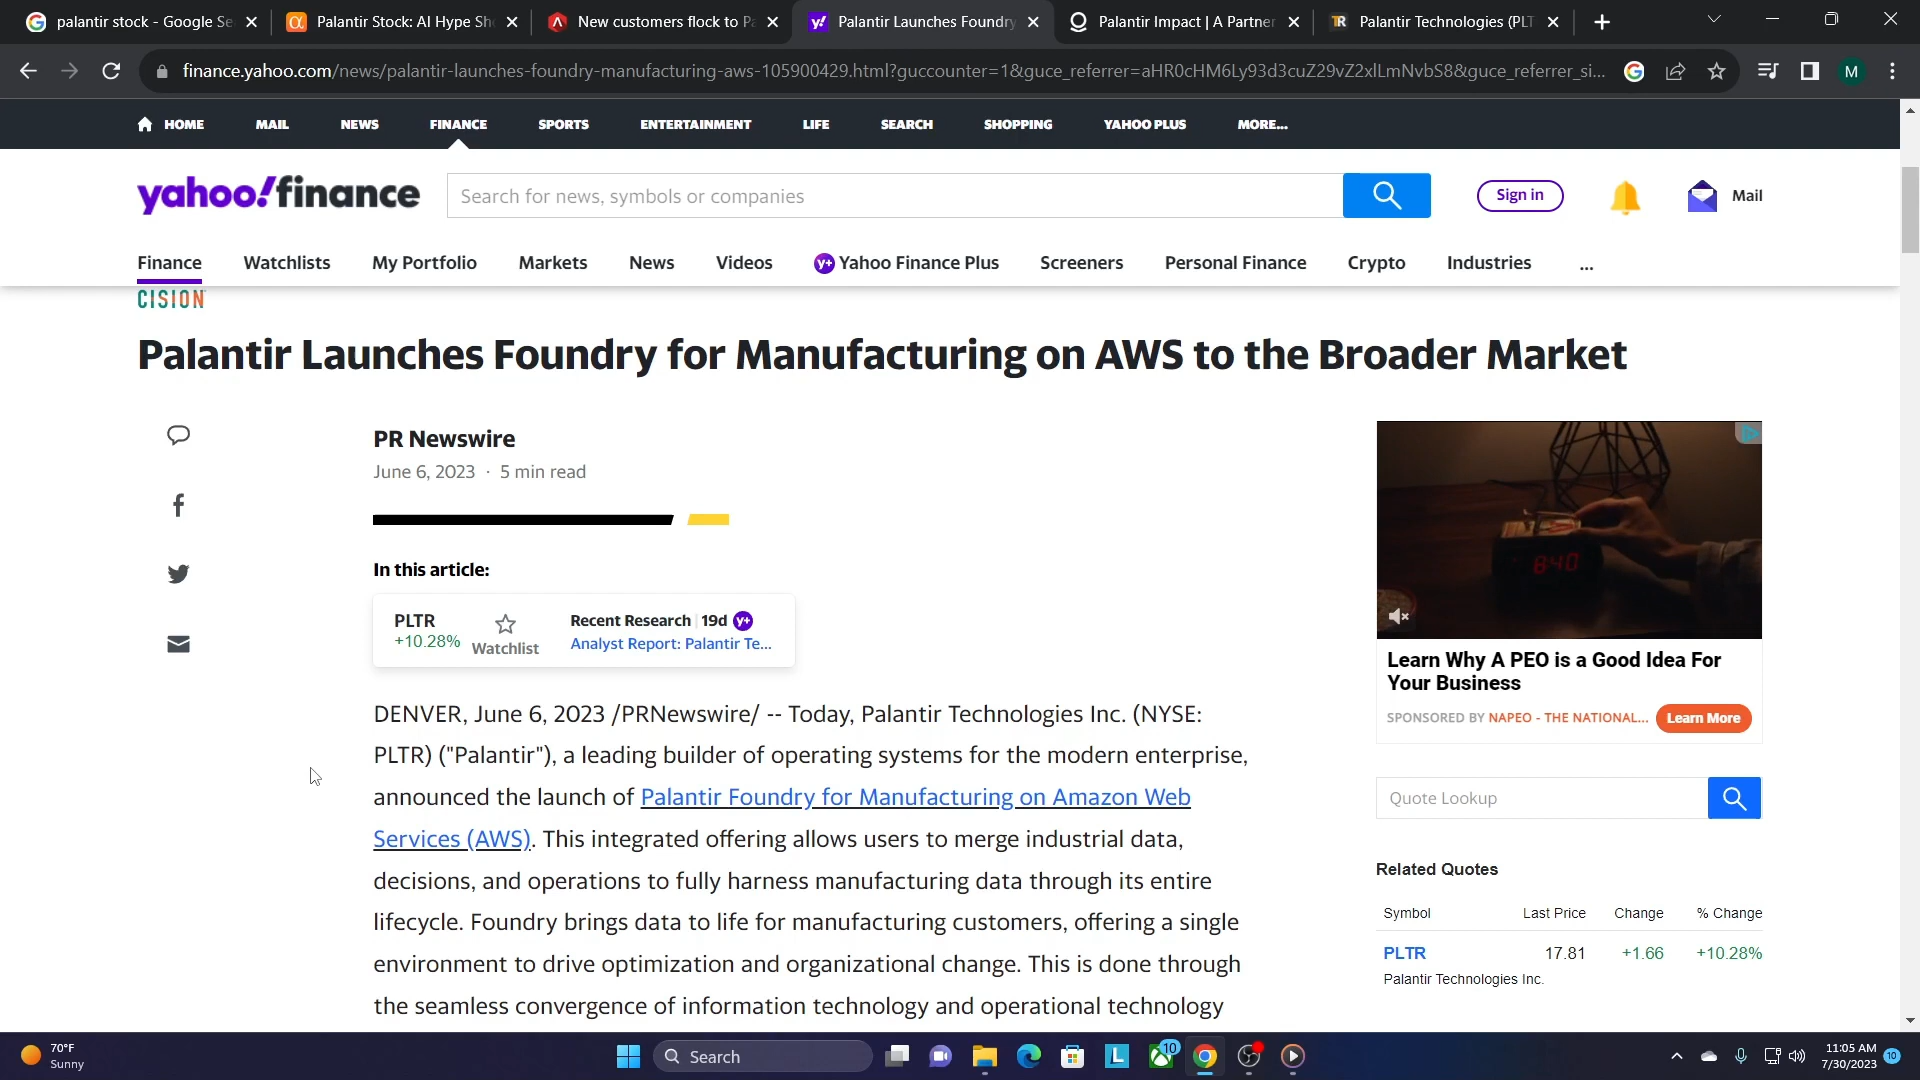 palantir stock - Google Se
Palantir Stock: AI Hype Sh
New customers flock to Pa
Palantir Launches Foundry
Palantir Impact | A Partner
TR Palantir Technologies (PLT
finance.yahoo.com/news/palantir-launches-foundry-manufacturing-aws-105900429.html?guccounter=1&guce_referrer=aHR0cHM6Ly93d3cuZ29vZ2xlLmNvbS8&guce_referrer_si...
M
HOME MAIL NEWS FINANCE SPORTS ENTERTAINMENT LIFE SEARCH SHOPPING YAHOO PLUS MORE...
yahoo!finance
Search for news, symbols or companies
Sign in
Mail
Finance Watchlists My Portfolio Markets News Videos y+ Yahoo Finance Plus Screeners Personal Finance Crypto Industries ...
CISION
Palantir Launches Foundry for Manufacturing on AWS to the Broader Market
PR Newswire
June 6, 2023 · 5 min read
In this article:
PLTR
+10.28%
Watchlist
Recent Research | 19d y+
Analyst Report: Palantir Te...
DENVER, June 6, 2023 /PRNewswire/ -- Today, Palantir Technologies Inc. (NYSE:
PLTR) ("Palantir"), a leading builder of operating systems for the modern enterprise,
announced the launch of Palantir Foundry for Manufacturing on Amazon Web
Services (AWS). This integrated offering allows users to merge industrial data,
decisions, and operations to fully harness manufacturing data through its entire
lifecycle. Foundry brings data to life for manufacturing customers, offering a single
environment to drive optimization and organizational change. This is done through
the seamless convergence of information technology and operational technology
8:40
Learn Why A PEO is a Good Idea For
Your Business
SPONSORED BY NAPEO - THE NATIONAL...
Learn More
Quote Lookup
Related Quotes
Symbol Last Price Change % Change
PLTR 17.81 +1.66 +10.28%
Palantir Technologies Inc.
70°F
Sunny
Search
L
10
11:05 AM
7/30/2023
10